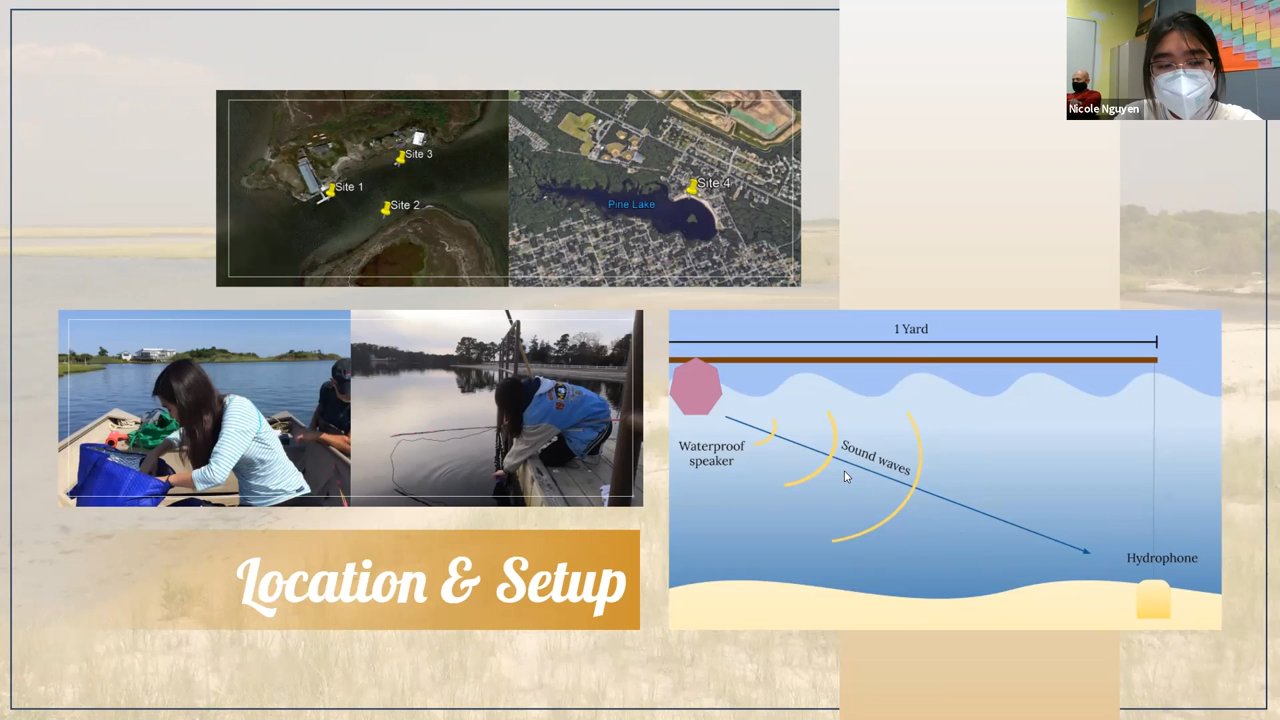 Nicole Nguyen
Site 3
Site 1
Site 2
Site 4
Pine Lake
1 Yard
Waterproof
speaker
Sound waves
Hydrophone
Location & Setup